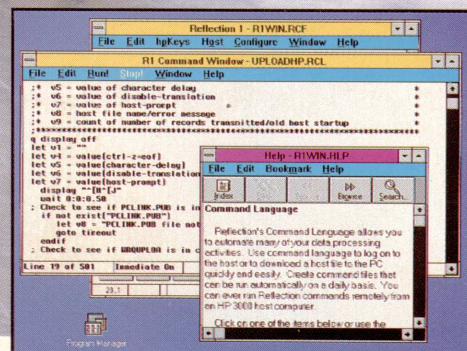 Reflection 1 - R1WIN.RCF
File Edit hpKeys Host Configure Window Help
R1 Command Window - UPLOADHP.RCL
File Edit Run! Stop! Window Help
;* v5 = value of character delay *
;* v6 = value of disable-translation *
;* v7 = value of host-prompt *
;* v8 = host file name/error message *
;* v9 = count of number of records transmitted/old host startup *
q display off
let v1 = ""
let v4 = value(ctrl-z-eof)
let v5 = value(character-delay)
let v6 = value(disable-translation
let v7 = value(host-prompt)
display "^[H^[J"
wait 0:0:0.50
; Check to see if PCLINK.PUB is in
if not exist("PCLINK.PUB")
let v8 = "PCLINK.PUB file not
goto timeout
endif
; Check to see if is in c
Line 19 of 501 Immediate On
23.1
Program Manager
Help - R1WIN.HLP
File Edit Bookmark Help
Index Browse Search...
Command Language
Reflection's Command Language allows you
to automate many of your data processing
activities. Use command language to log on to
the host or to download a host file to the PC
quickly and easily. Create command files that
can be run automatically on a daily basis. You
can even run Reflection commands remotely from
an HP 3000 host computer.
Click on one of the items below or use the